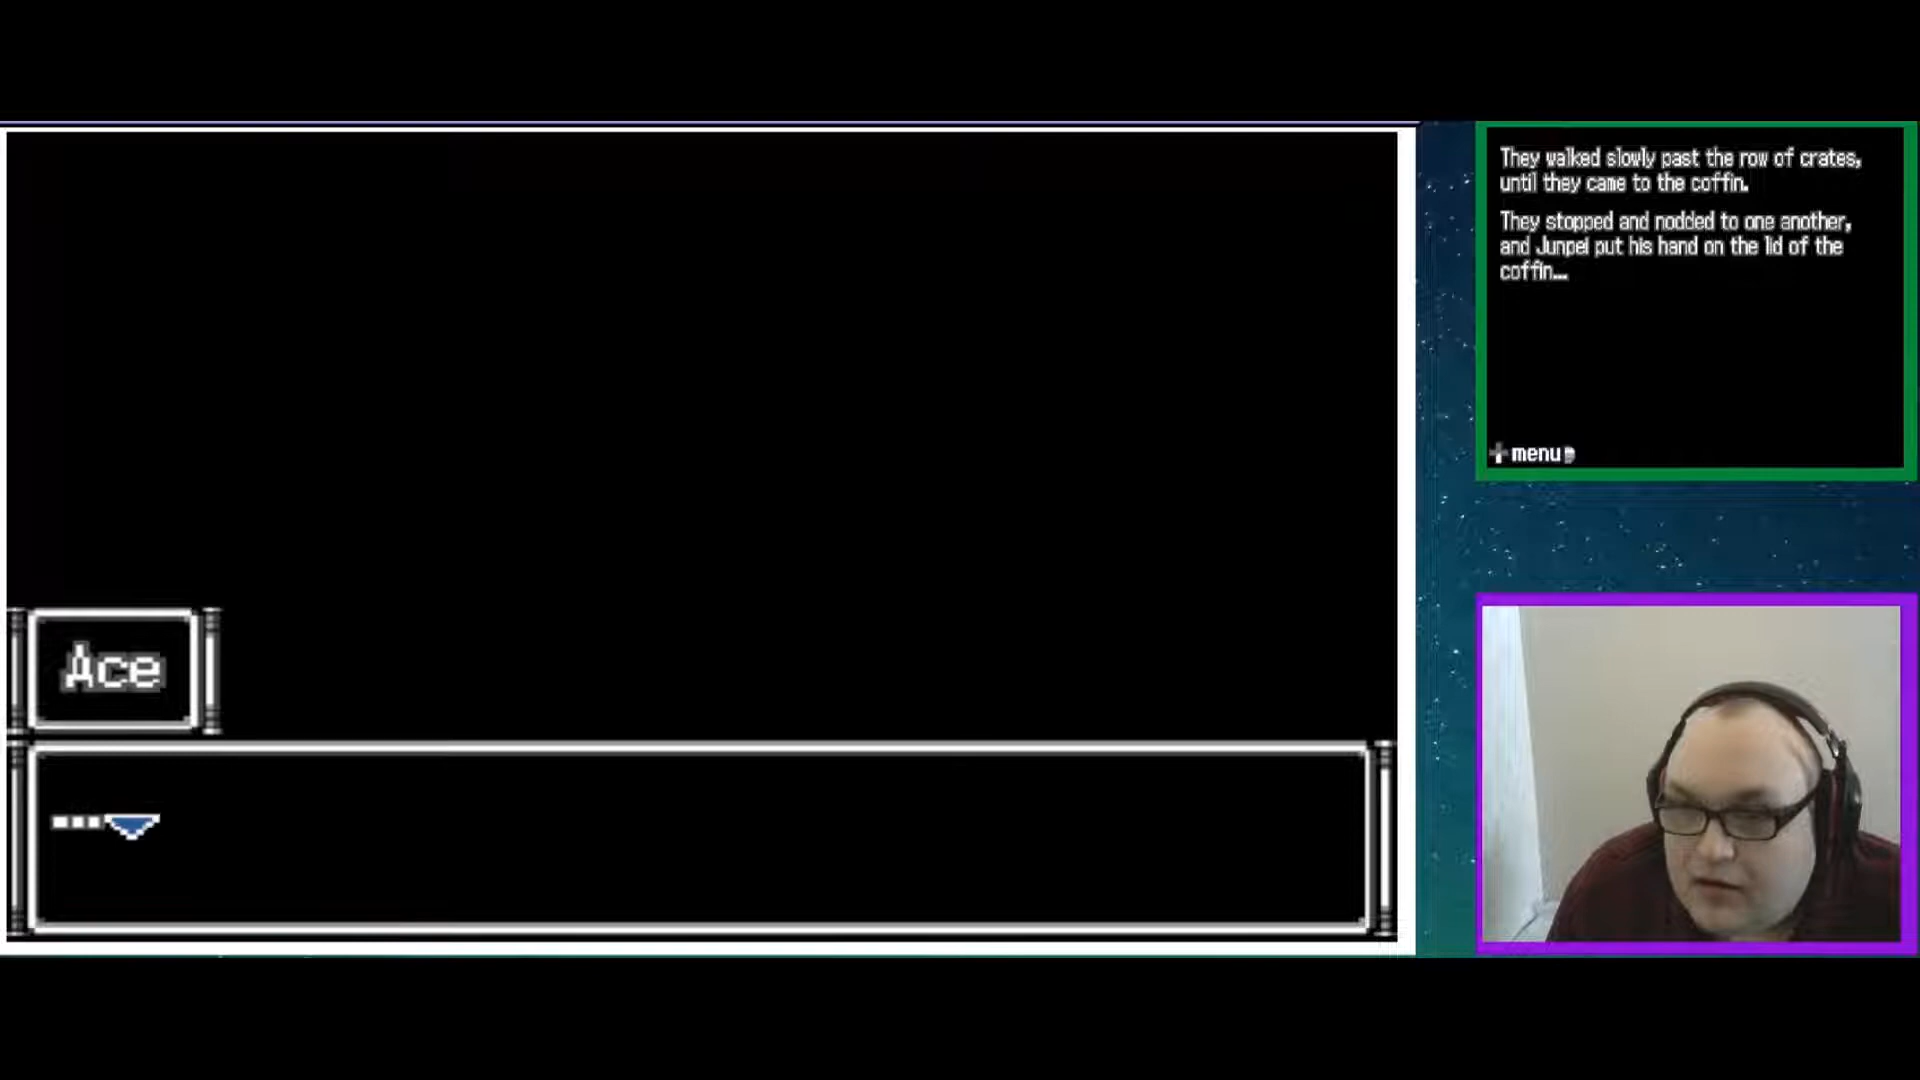 They walked slowly past the row of crates,
until they came to the coffin.
They stopped and nodded to one another,
and Junpei put his hand on the lid of the
coffin...
menu
Ace
...